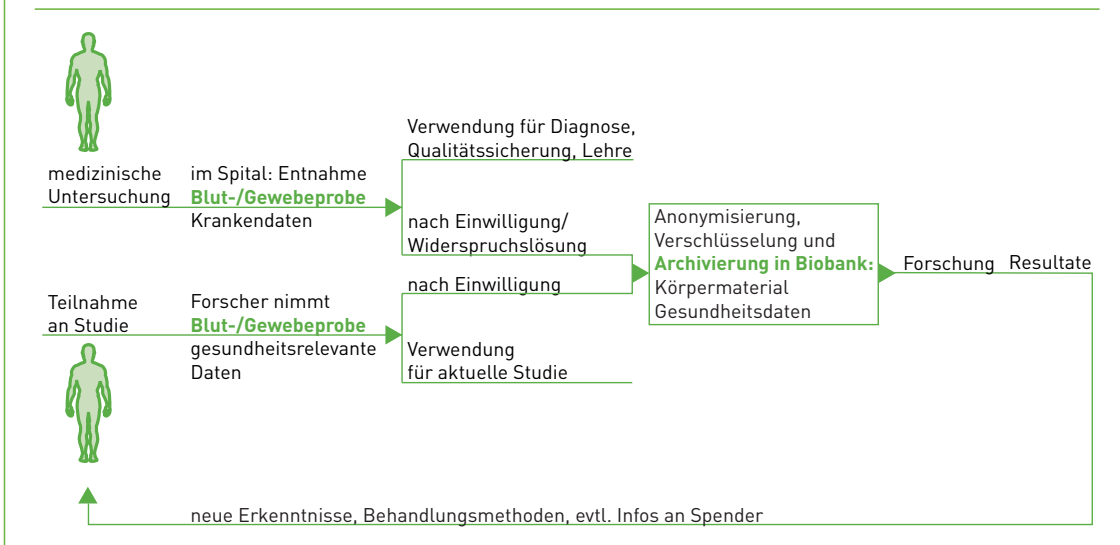 medizinische
Untersuchung
im Spital: Entnahme
Blut-/Gewebeprobe
Krankendaten
Verwendung für Diagnose,
Qualitätssicherung, Lehre
nach Einwilligung/
Widerspruchslösung
Teilnahme
an Studie
Forscher nimmt
Blut-/Gewebeprobe
gesundheitsrelevante
Daten
nach Einwilligung
Verwendung
für aktuelle Studie
Anonymisierung,
Verschlüsselung und
Archivierung in Biobank:
Körpermaterial
Gesundheitsdaten
Forschung
Resultate
neue Erkenntnisse, Behandlungsmethoden, evtl. Infos an Spender